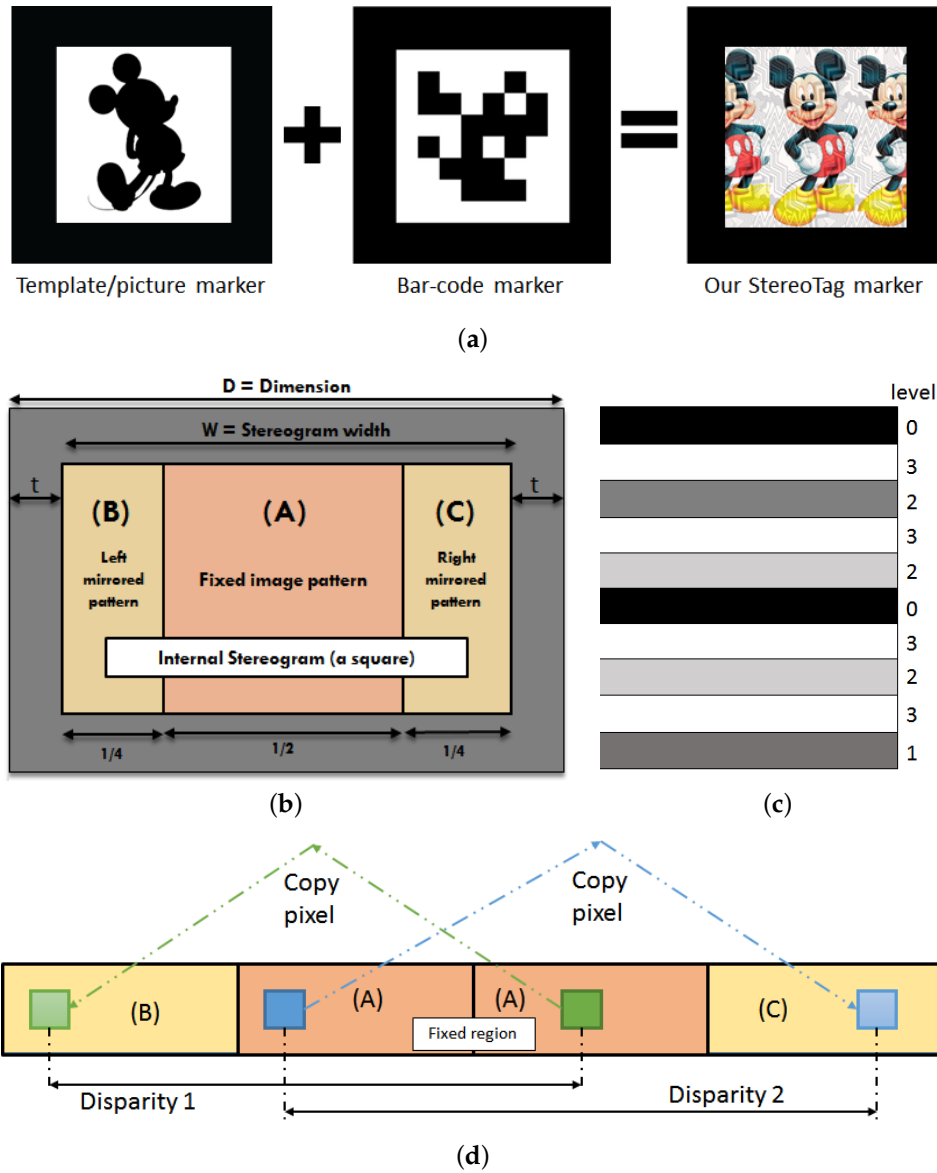 Template/picture marker
Bar-code marker
Our StereoTag marker
(a)
D = Dimension
W = Stereogram width
t
t
(B)
(A)
(C)
Left
mirrored
pattern
Fixed image pattern
Right
mirrored
pattern
Internal Stereogram (a square)
1/4
1/2
1/4
(b)
level
0
3
2
3
2
0
3
2
3
1
(c)
Copy
pixel
Copy
pixel
(B)
(A)
(A)
(C)
Fixed region
Disparity 1
Disparity 2
(d)